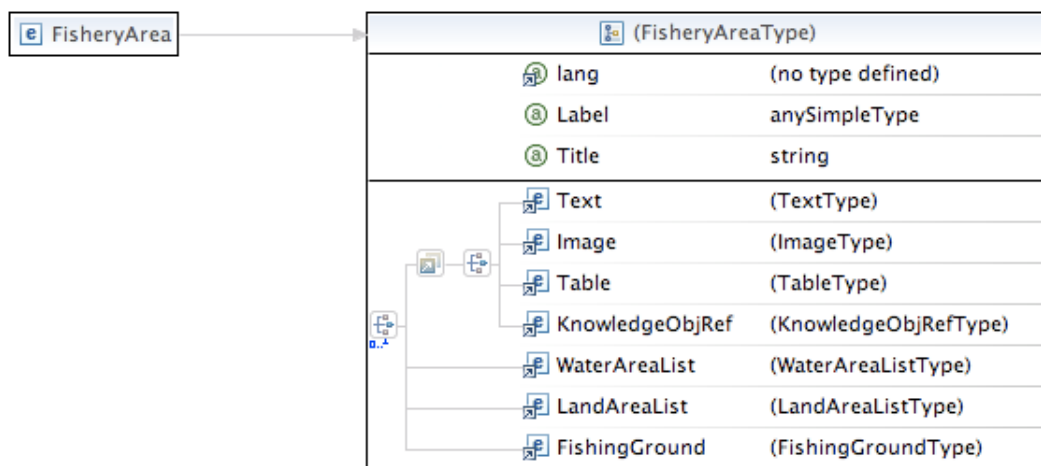 e FisheryArea
(FisheryAreaType)
a lang (no type defined)
a Label anySimpleType
a Title string
e Text (TextType)
e Image (ImageType)
e Table (TableType)
e KnowledgeObjRef (KnowledgeObjRefType)
e WaterAreaList (WaterAreaListType)
e LandAreaList (LandAreaListType)
e FishingGround (FishingGroundType)